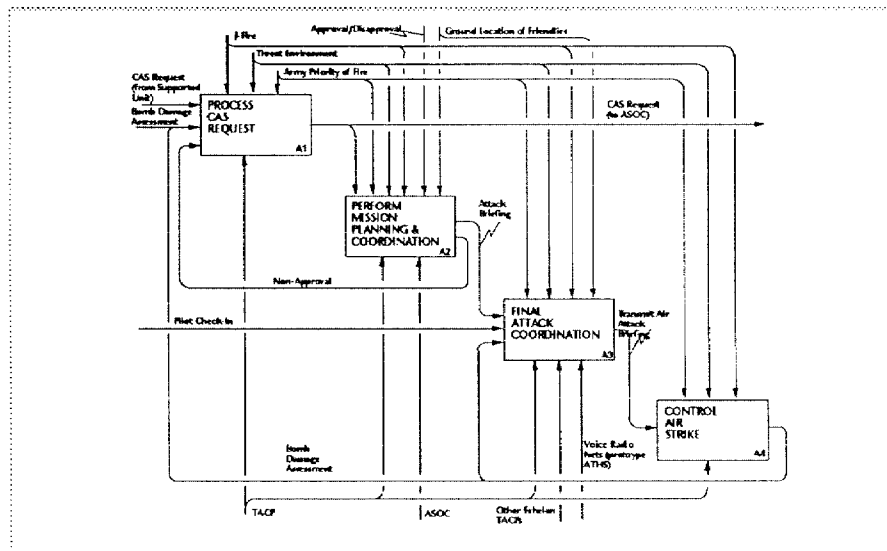 J-Fire
Approval/Disapproval
Ground Location of Friendlies
Threat Environment
Army Priority of Fire
CAS Request
(from Supported
Unit)
Bomb Damage
Assessment
PROCESS
CAS
REQUEST
A1
CAS Request
(to ASOC)
PERFORM
MISSION
PLANNING &
COORDINATION
A2
Attack
Briefing
Non-Approval
Pilot Check-In
FINAL
ATTACK
COORDINATION
A3
Transmit Air
Attack
Briefing
CONTROL
AIR
STRIKE
A4
Bomb
Damage
Assessment
Voice Radio
Nets (prototype
ATHS)
TACP
ASOC
Other Echelon
TACPs